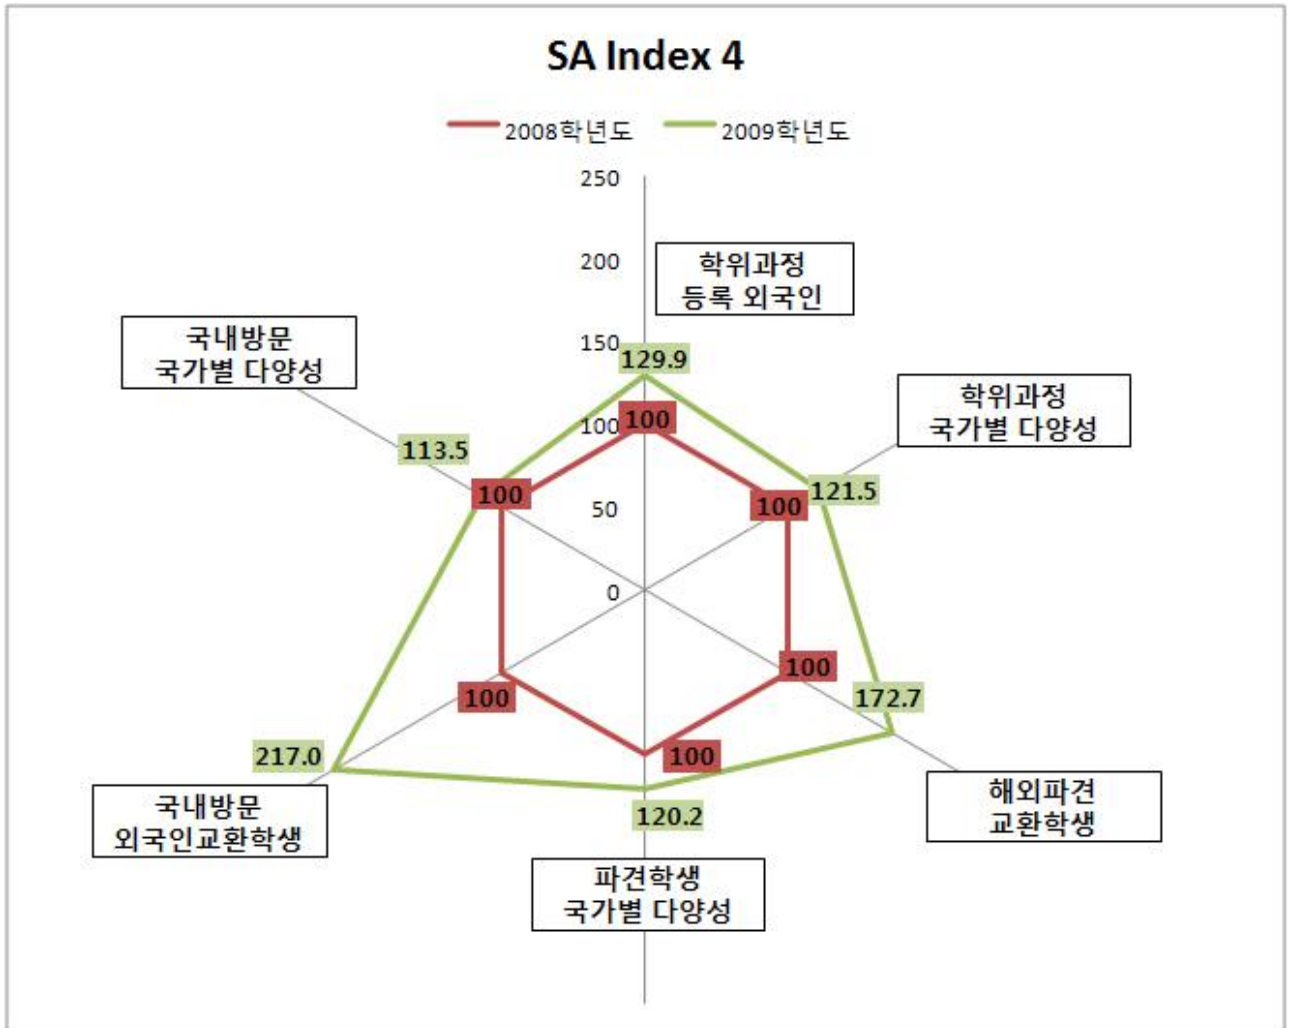 SA Index 4
2008학년도 2009학년도
250
200
150
100
50
0
학위과정
등록 외국인
129.9
100
학위과정
국가별 다양성
121.5
100
해외파견
교환학생
172.7
100
파견학생
국가별 다양성
120.2
100
국내방문
외국인교환학생
217.0
100
국내방문
국가별 다양성
113.5
100